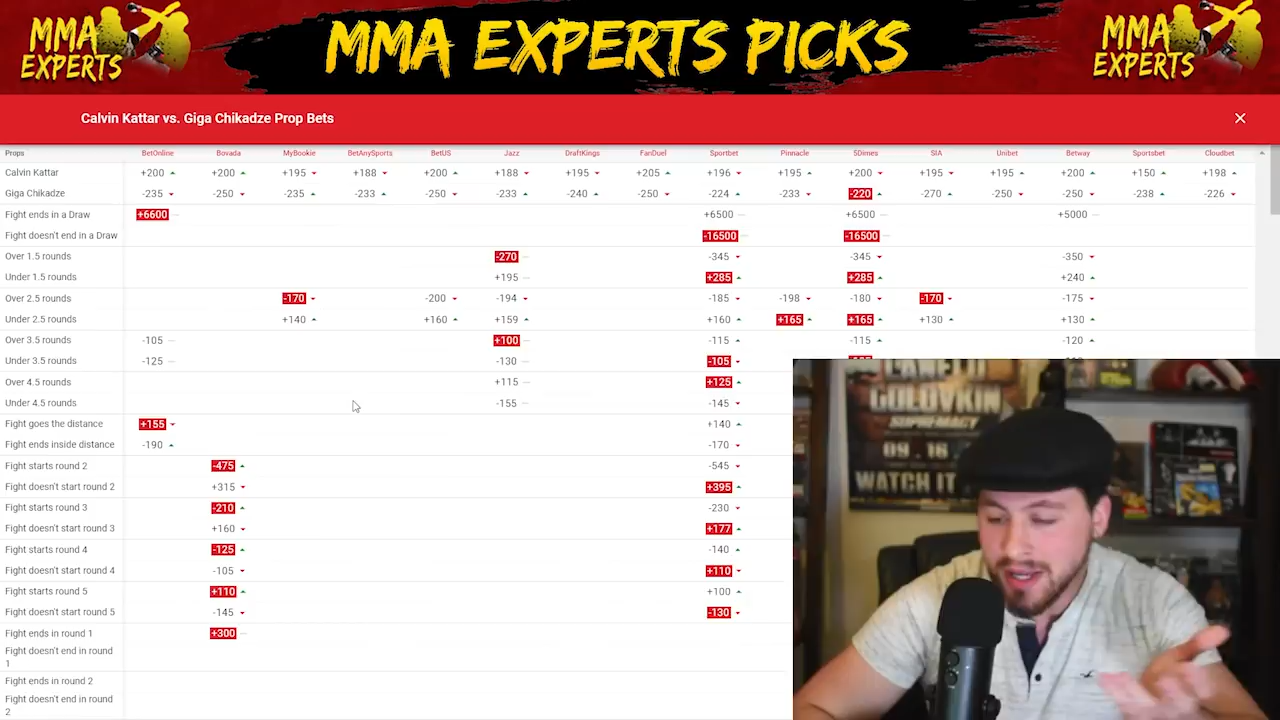 MMA EXPERTS
MMA EXPERTS PICKS
MMA EXPERTS
Calvin Kattar vs. Giga Chikadze Prop Bets
Props BetOnline Bovada MyBookie BetAnySports BetUS Jazz DraftKings FanDuel Sportbet Pinnacle 5Dimes SIA Unibet Betway Sportsbet Cloudbet
Calvin Kattar +200 +200 +195 +188 +200 +188 +195 +205 +196 +195 +200 +195 +195 +200 +150 +198
Giga Chikadze -235 -250 -235 -233 -250 -233 -240 -250 -224 -233 -220 -270 -250 -250 -238 -226
Fight ends in a Draw +6600 +6500 +6500 +5000
Fight doesn't end in a Draw -16500 -16500
Over 1.5 rounds -270 -345 -345 -350
Under 1.5 rounds +195 +285 +285 +240
Over 2.5 rounds -170 -200 -194 -185 -198 -180 -170 -175
Under 2.5 rounds +140 +160 +159 +160 +165 +165 +130 +130
Over 3.5 rounds -105 +100 -115 -115 -120
Under 3.5 rounds -125 -130 -105
Over 4.5 rounds +115 +125
Under 4.5 rounds -155 -145
Fight goes the distance +155 +140
Fight ends inside distance -190 -170
Fight starts round 2 -475 -545
Fight doesn't start round 2 +315 +395
Fight starts round 3 -210 -230
Fight doesn't start round 3 +160 +177
Fight starts round 4 -125 -140
Fight doesn't start round 4 -105 +110
Fight starts round 5 +110 +100
Fight doesn't start round 5 -145 -130
Fight ends in round 1 +300
Fight doesn't end in round
1
Fight ends in round 2
Fight doesn't end in round
2
CANELO
GOLOVKIN
SUPREMACY
09.16
WATCH IT